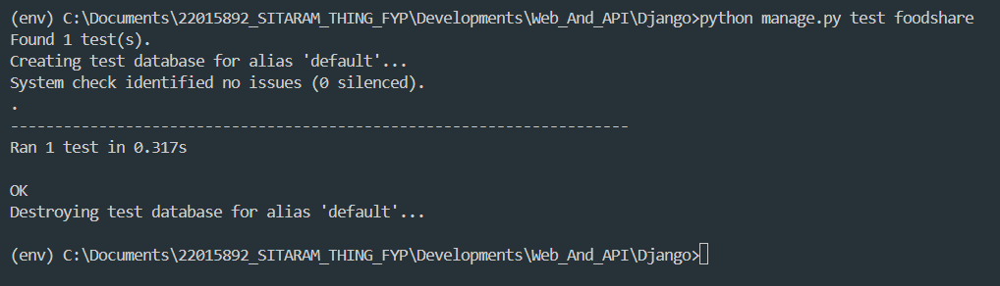 (env) C:\Documents\22015892_SITARAM_THING_FYP\Developments\Web_And_API\Django>python manage.py test foodshare
Found 1 test(s).
Creating test database for alias 'default'...
System check identified no issues (0 silenced).
.
----------------------------------------------------------------------
Ran 1 test in 0.317s
OK
Destroying test database for alias 'default'...
(env) C:\Documents\22015892_SITARAM_THING_FYP\Developments\Web_And_API\Django>